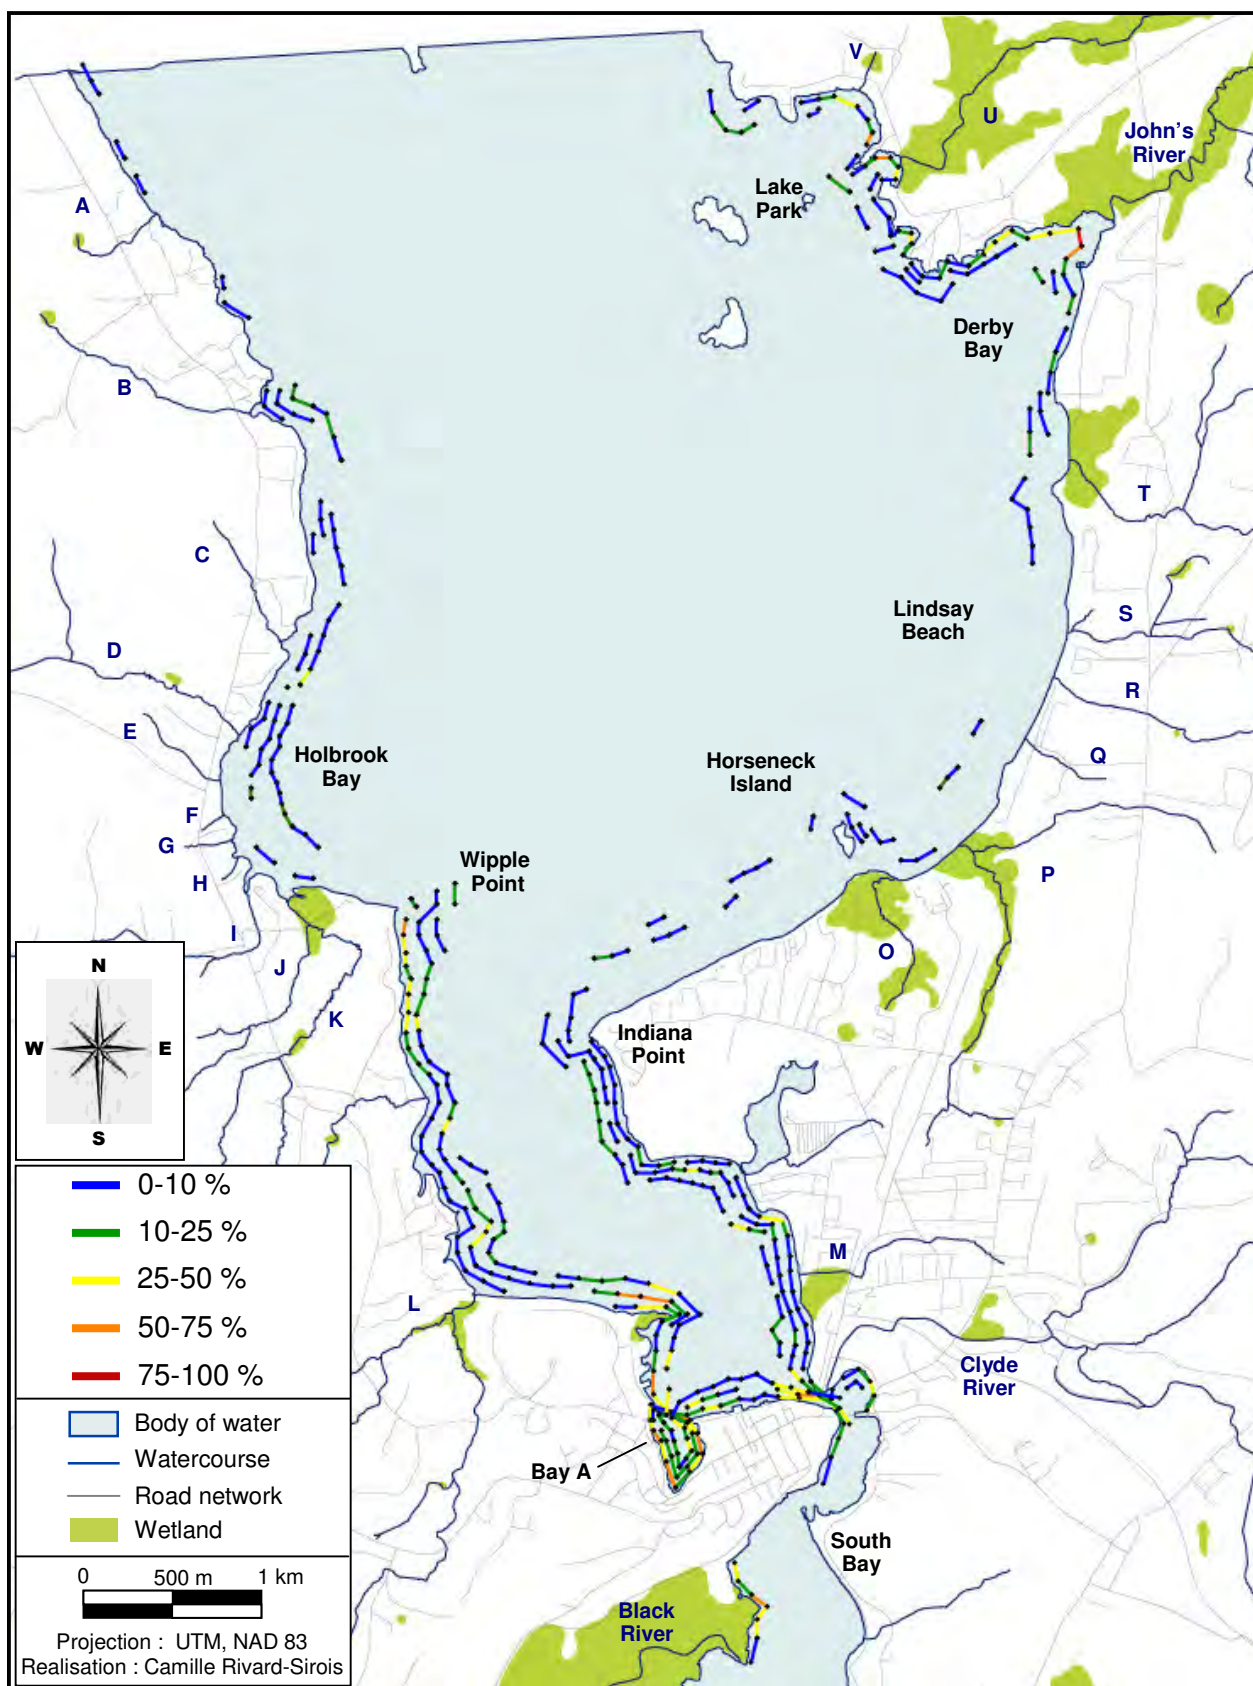 V
U
John's
River
Lake
Park
A
Derby
Bay
B
T
C
Lindsay
Beach
S
D
R
E
Holbrook
Bay
Horseneck
Island
Q
F
G
Wipple
Point
H
P
I
O
J
K
Indiana
Point
N
W
E
S
M
L
Clyde
River
Bay A
South
Bay
Black
River
0-10 %
10-25 %
25-50 %
50-75 %
75-100 %
Body of water
Watercourse
Road network
Wetland
0 500 m 1 km
Projection : UTM, NAD 83
Realisation : Camille Rivard-Sirois